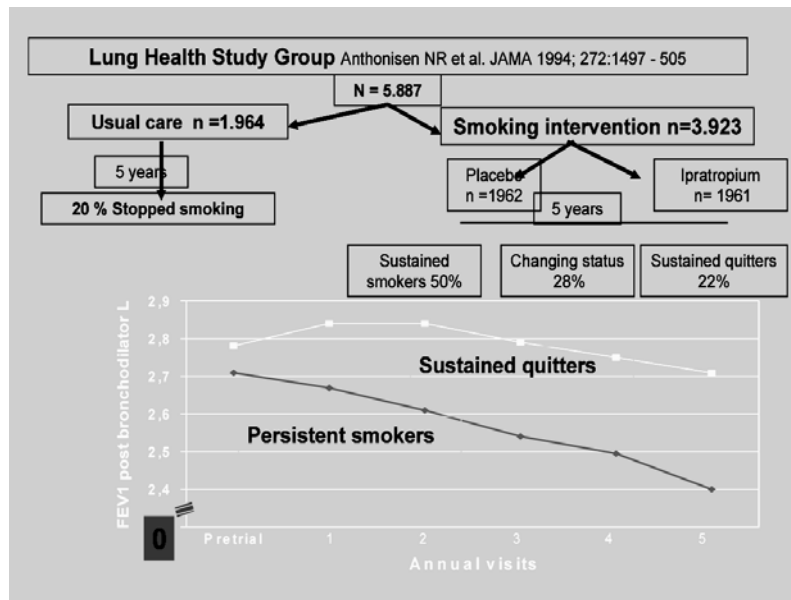 Lung Health Study Group Anthonisen NR et al. JAMA 1994; 272:1497 - 505
N = 5.887
Usual care n =1.964
Smoking intervention n=3.923
5 years
Placebo
n =1962
Ipratropium
n= 1961
5 years
20 % Stopped smoking
Sustained
smokers 50%
Changing status
28%
Sustained quitters
22%
FEV1 post bronchodilator L
2,9
2,8
2,7
2,6
2,5
2,4
0
Sustained quitters
Persistent smokers
Pretrial 1 2 3 4 5
Annual visits